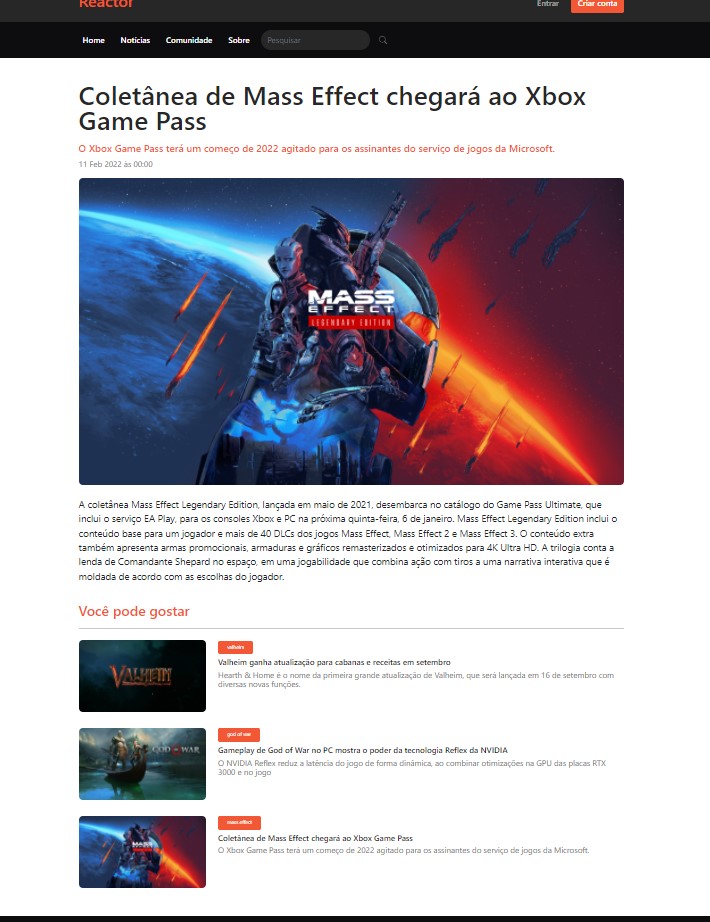 Reactor
Entrar
Criar conta
Home
Notícias
Comunidade
Sobre
Pesquisar
Coletânea de Mass Effect chegará ao Xbox
Game Pass
O Xbox Game Pass terá um começo de 2022 agitado para os assinantes do serviço de jogos da Microsoft.
11 Feb 2022 às 00:00
MASS
EFFECT
LEGENDARY EDITION
A coletânea Mass Effect Legendary Edition, lançada em maio de 2021, desembarca no catálogo do Game Pass Ultimate, que
inclui o serviço EA Play, para os consoles Xbox e PC na próxima quinta-feira, 6 de janeiro. Mass Effect Legendary Edition inclui o
conteúdo base para um jogador e mais de 40 DLCs dos jogos Mass Effect, Mass Effect 2 e Mass Effect 3. O conteúdo extra
também apresenta armas promocionais, armaduras e gráficos remasterizados e otimizados para 4K Ultra HD. A trilogia conta a
lenda de Comandante Shepard no espaço, em uma jogabilidade que combina ação com tiros a uma narrativa interativa que é
moldada de acordo com as escolhas do jogador.
Você pode gostar
VALHEIM
valheim
Valheim ganha atualização para cabanas e receitas em setembro
Hearth & Home é o nome da primeira grande atualização de Valheim, que será lançada em 16 de setembro com
diversas novas funções.
GOD OF WAR
god of war
Gameplay de God of War no PC mostra o poder da tecnologia Reflex da NVIDIA
O NVIDIA Reflex reduz a latência do jogo de forma dinâmica, ao combinar otimizações na GPU das placas RTX
3000 e no jogo
MASS
EFFECT
mass effect
Coletânea de Mass Effect chegará ao Xbox Game Pass
O Xbox Game Pass terá um começo de 2022 agitado para os assinantes do serviço de jogos da Microsoft.